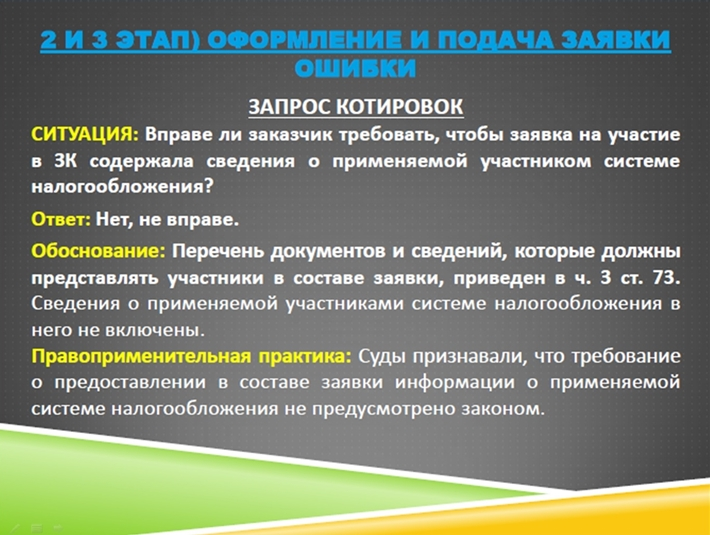 2 И 3 ЭТАП) ОФОРМЛЕНИЕ И ПОДАЧА ЗАЯВКИ
ОШИБКИ
ЗАПРОС КОТИРОВОК
СИТУАЦИЯ: Вправе ли заказчик требовать, чтобы заявка на участие
в ЗК содержала сведения о применяемой участником системе
налогообложения?
Ответ: Нет, не вправе.
Обоснование: Перечень документов и сведений, которые должны
представлять участники в составе заявки, приведен в ч. 3 ст. 73.
Сведения о применяемой участниками системе налогообложения в
него не включены.
Правоприменительная практика: Суды признавали, что требование
о предоставлении в составе заявки информации о применяемой
системе налогообложения не предусмотрено законом.